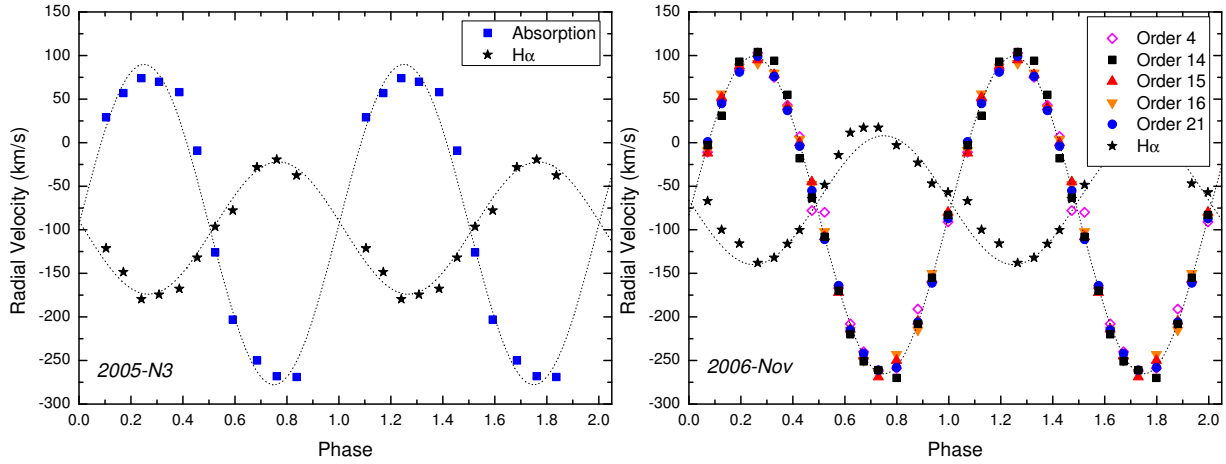 Radial Velocity (km/s)
150
100
50
0
-50
-100
-150
-200
-250
-300
0.0 0.2 0.4 0.6 0.8 1.0 1.2 1.4 1.6 1.8 2.0
Phase
Absorption
Hα
2005-N3
Radial Velocity (km/s)
150
100
50
0
-50
-100
-150
-200
-250
-300
0.0 0.2 0.4 0.6 0.8 1.0 1.2 1.4 1.6 1.8 2.0
Phase
Order 4
Order 14
Order 15
Order 16
Order 21
Hα
2006-Nov